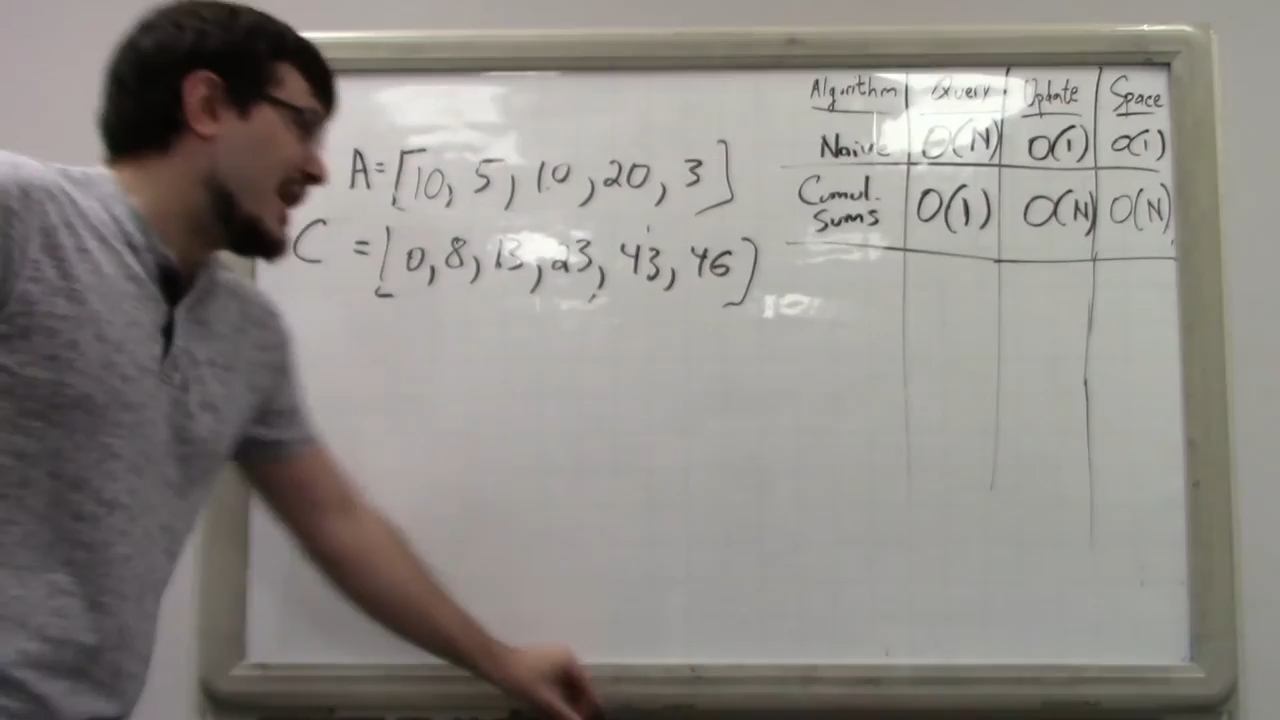 A=[10, 5, 10, 20, 3]
C = [0, 8, 13, 23, 43, 46]
Algorithm Query Update Space
Naive O(N) O(1) O(1)
Cumul. Sums O(1) O(N) O(N)